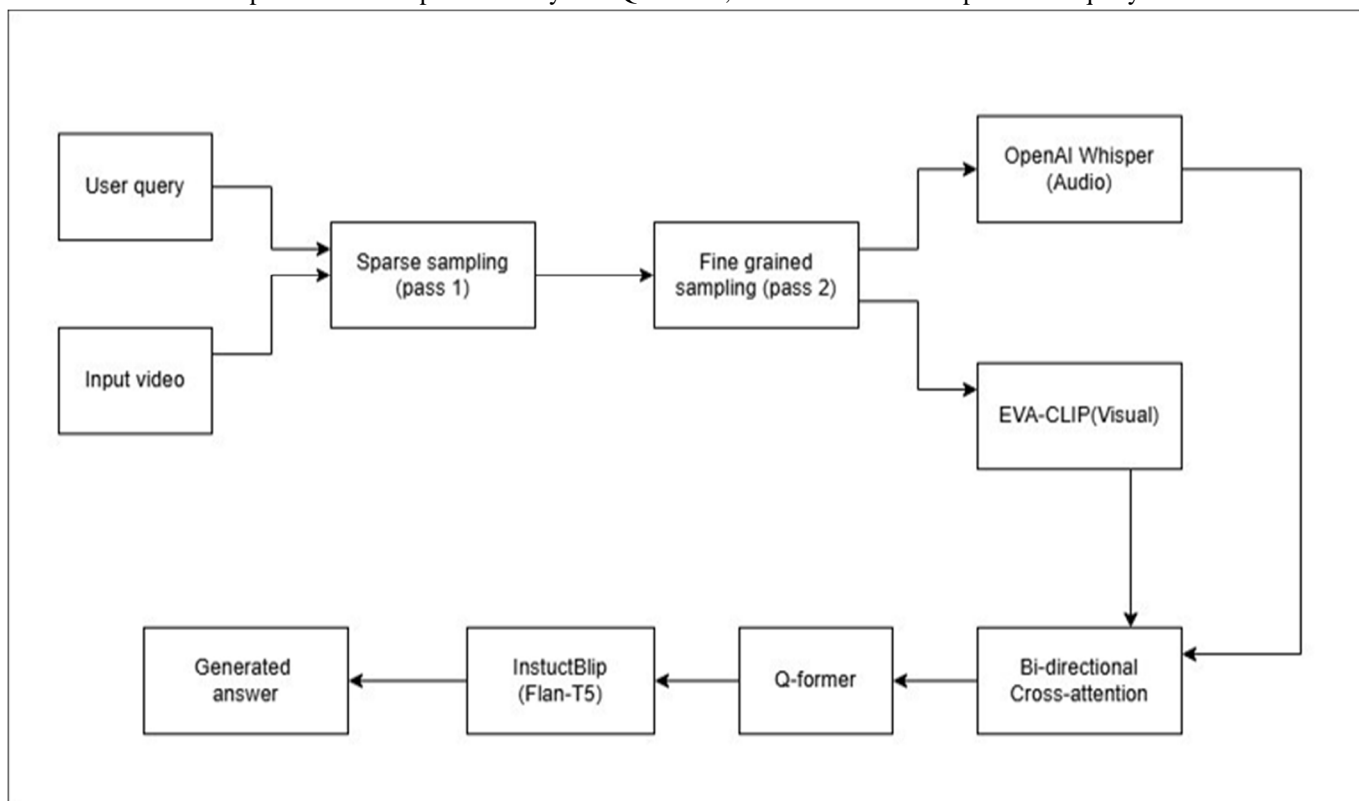 User query
Input video
Sparse sampling
(pass 1)
Fine grained
sampling (pass 2)
OpenAI Whisper
(Audio)
EVA-CLIP(Visual)
Bi-directional
Cross-attention
Q-former
InstuctBlip
(Flan-T5)
Generated
answer